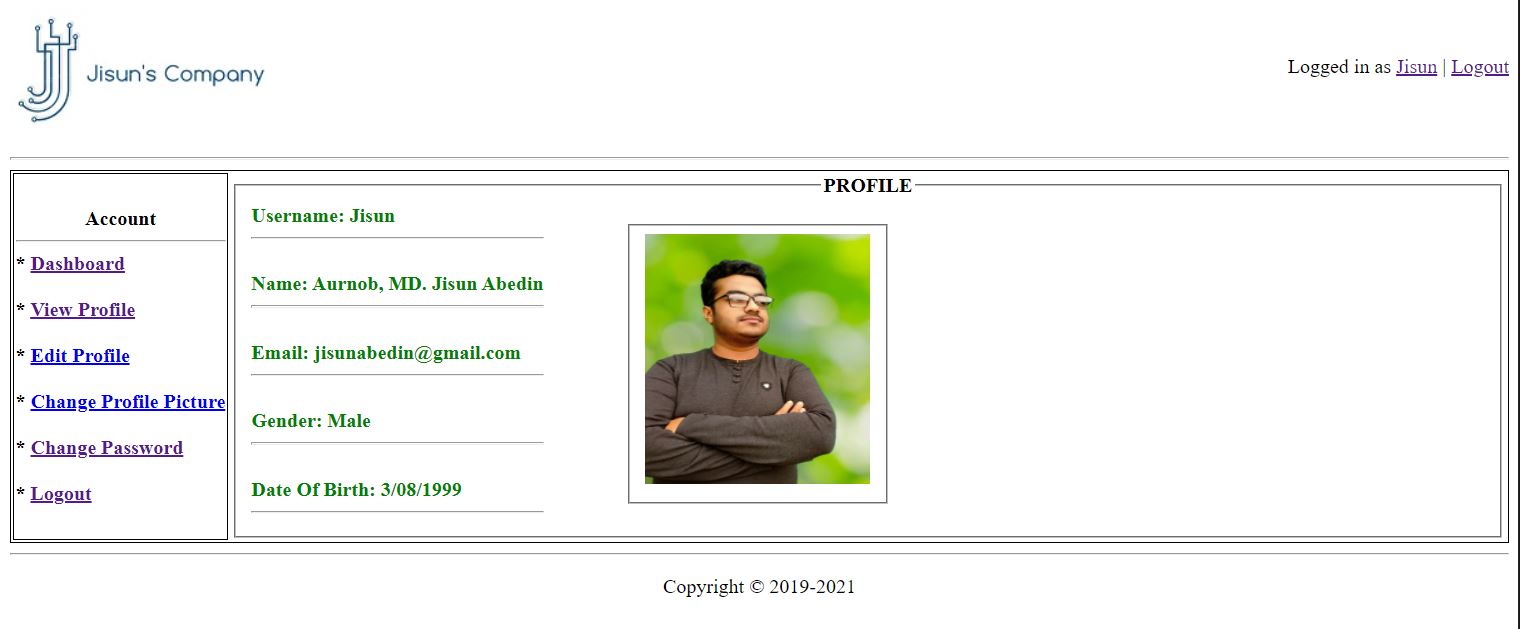 Jisun's Company
Logged in as Jisun | Logout
Account
* Dashboard
* View Profile
* Edit Profile
* Change Profile Picture
* Change Password
* Logout
PROFILE
Username: Jisun
Name: Aurnob, MD. Jisun Abedin
Email: jisunabedin@gmail.com
Gender: Male
Date Of Birth: 3/08/1999
Copyright © 2019-2021